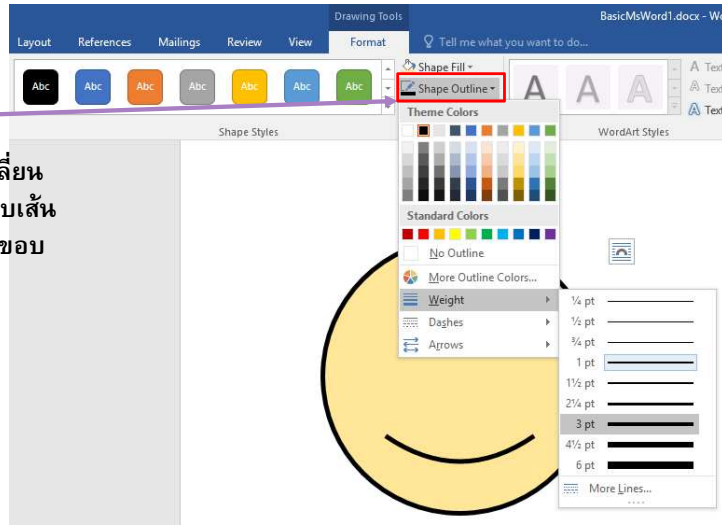 Drawing Tools
BasicMsWord1.docx - Wo
Layout References Mailings Review View Format Tell me what you want to do...
Abc Abc Abc Abc Abc Abc Abc
Shape Fill
Shape Outline
A A A
A Text
A Text
A Text
Shape Styles
WordArt Styles
Theme Colors
ลี่ยน
บเส้น
ขอบ
Standard Colors
No Outline
More Outline Colors...
Weight
Dashes
Arrows
¼ pt
½ pt
¾ pt
1 pt
1½ pt
2¼ pt
3 pt
4½ pt
6 pt
More Lines...